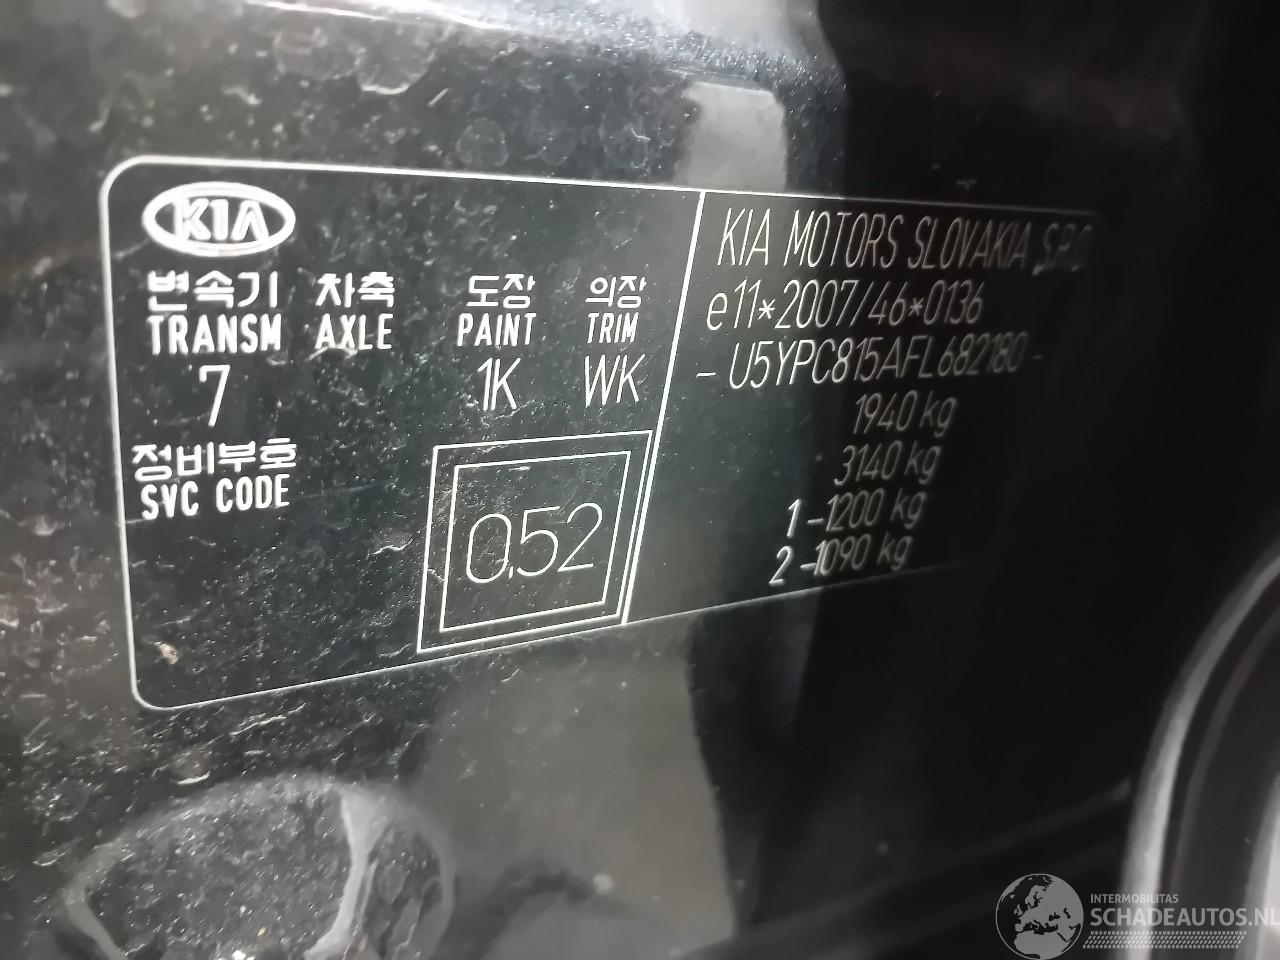 KIA
변속기 차축 도장 의장
TRANSM AXLE PAINT TRIM
7 1K WK
정비부호
SVC CODE
0,52
KIA MOTORS SLOVAKIA S.R.O.
e11*2007/46*0136
- U5YPC815AFL682180 -
1940 kg
3140 kg
1 -1200 kg
2 -1090 kg
INTERMOBILITAS
SCHADEAUTOS.NL